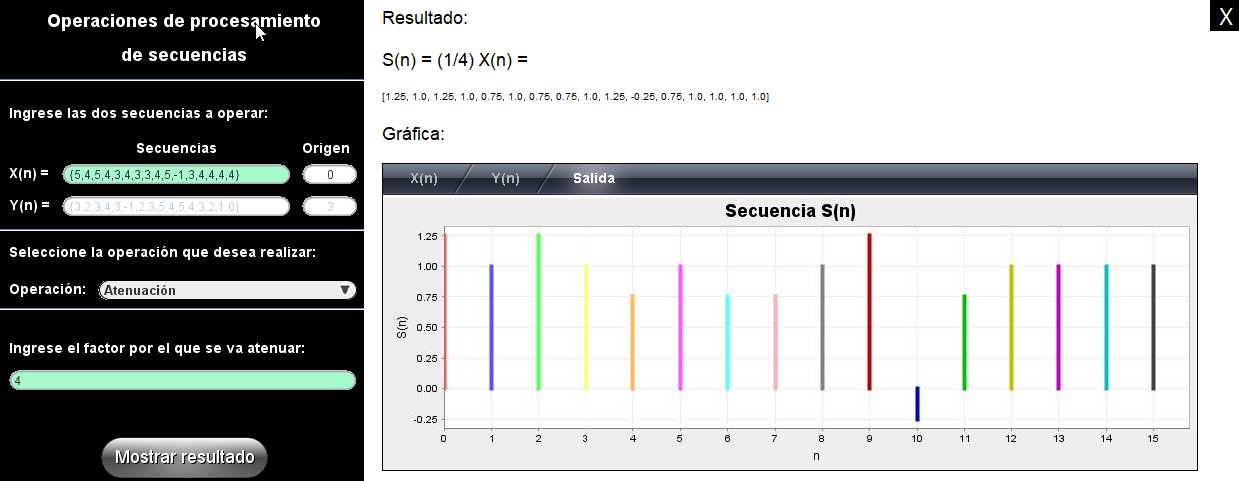 Operaciones de procesamiento
de secuencias
Ingrese las dos secuencias a operar:
Secuencias Origen
X(n) = {5,4,5,4,3,4,3,3,4,5,-1,3,4,4,4,4} 0
Y(n) = {3,2,3,4,3,-1,2,3,5,4,5,4,3,2,1,0} 3
Seleccione la operación que desea realizar:
Operación: Atenuación
Ingrese el factor por el que se va atenuar:
4
Mostrar resultado
X
Resultado:
S(n) = (1/4) X(n) =
[1.25, 1.0, 1.25, 1.0, 0.75, 1.0, 0.75, 0.75, 1.0, 1.25, -0.25, 0.75, 1.0, 1.0, 1.0, 1.0]
Gráfica:
X(n) Y(n) Salida
Secuencia S(n)
1.25
1.00
0.75
0.50
0.25
0.00
-0.25
S(n)
0 1 2 3 4 5 6 7 8 9 10 11 12 13 14 15
n